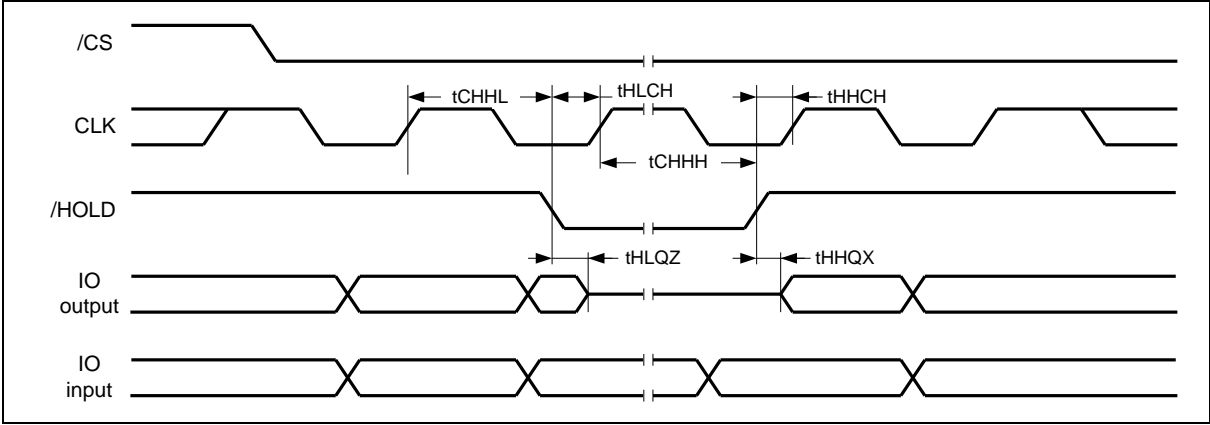 /CS
CLK
tCHHL
tHLCH
tHHCH
tCHHH
/HOLD
tHLQZ
tHHQX
IO
output
IO
input